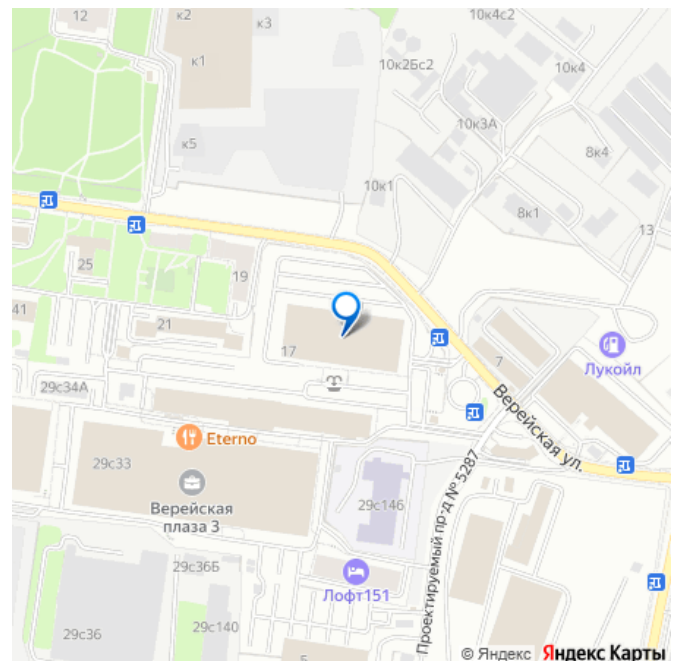 12
к2
к3
10к4с2
к1
10к2Бс2
10к4
10к3А
к5
8к4
10к1
8к1
13
25
19
41
21
17
7
Лукойл
29с34А
Верейская ул.
Eterno
29с33
Верейская
плаза 3
29с146
Проектируемый пр-д № 5287
29с36Б
Лофт151
29с36
29с140
5
© Яндекс Яндекс Карты